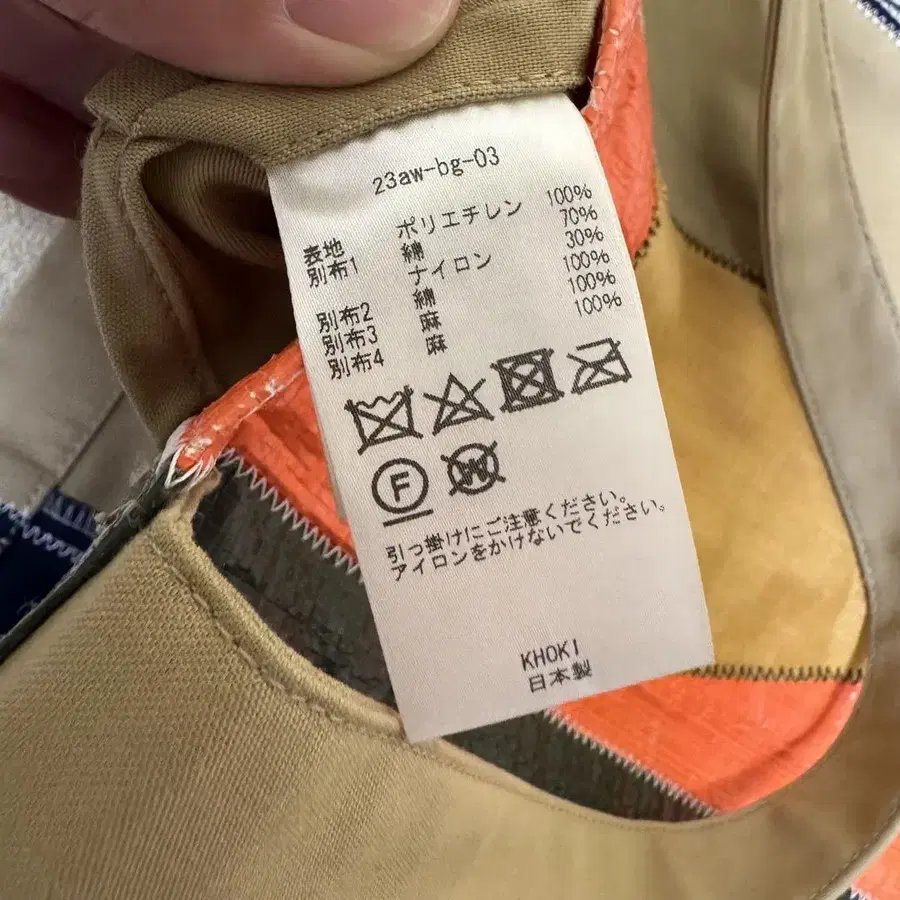 23aw-bg-03
表地 ポリエチレン 100%
別布1 綿 70%
ナイロン 30%
別布2 綿 100%
別布3 麻 100%
別布4 麻 100%
F
W
引っ掛けにご注意ください。
アイロンをかけないでください。
KHOKI
日本製